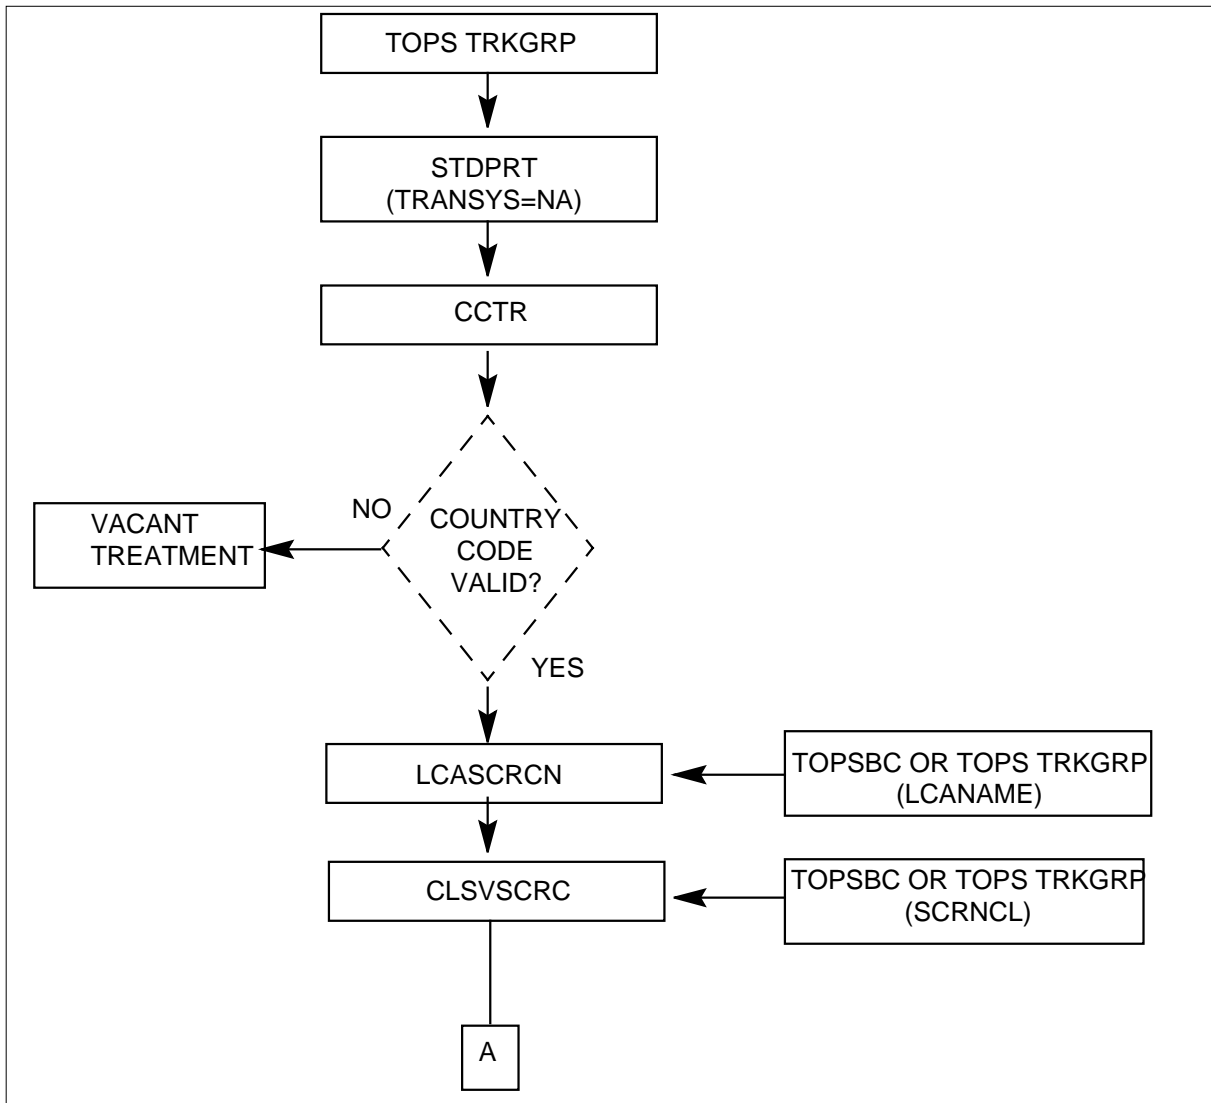 TOPS TRKGRP
STDPRT
(TRANSYS=NA)
CCTR
NO
VACANT
TREATMENT
COUNTRY
CODE
VALID?
YES
LCASCRCN
TOPSBC OR TOPS TRKGRP
(LCANAME)
CLSVSCRC
TOPSBC OR TOPS TRKGRP
(SCRNCL)
A